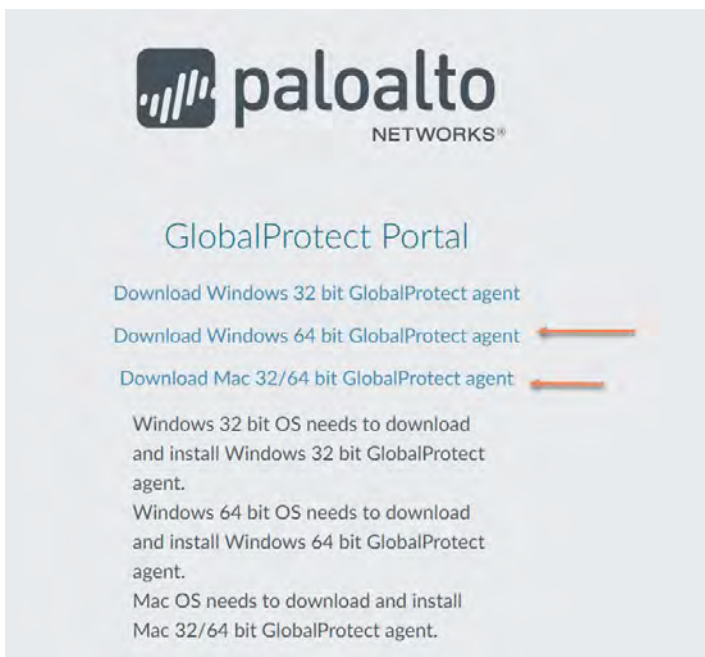 paloalto
NETWORKS®
GlobalProtect Portal
Download Windows 32 bit GlobalProtect agent
Download Windows 64 bit GlobalProtect agent
Download Mac 32/64 bit GlobalProtect agent
Windows 32 bit OS needs to download
and install Windows 32 bit GlobalProtect
agent.
Windows 64 bit OS needs to download
and install Windows 64 bit GlobalProtect
agent.
Mac OS needs to download and install
Mac 32/64 bit GlobalProtect agent.